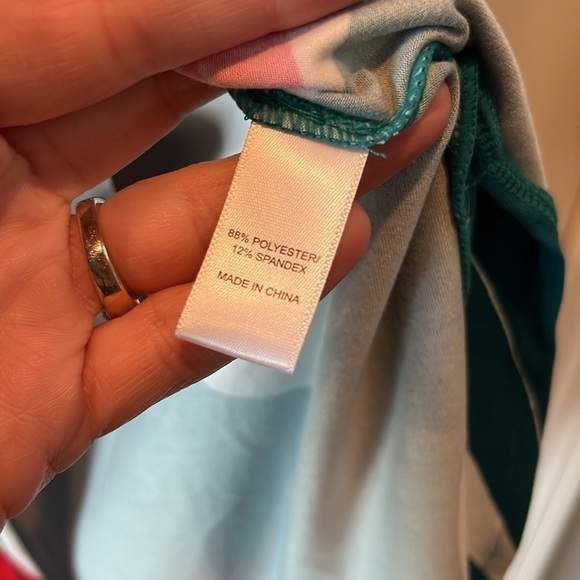 88% POLYESTER/
12% SPANDEX
MADE IN CHINA